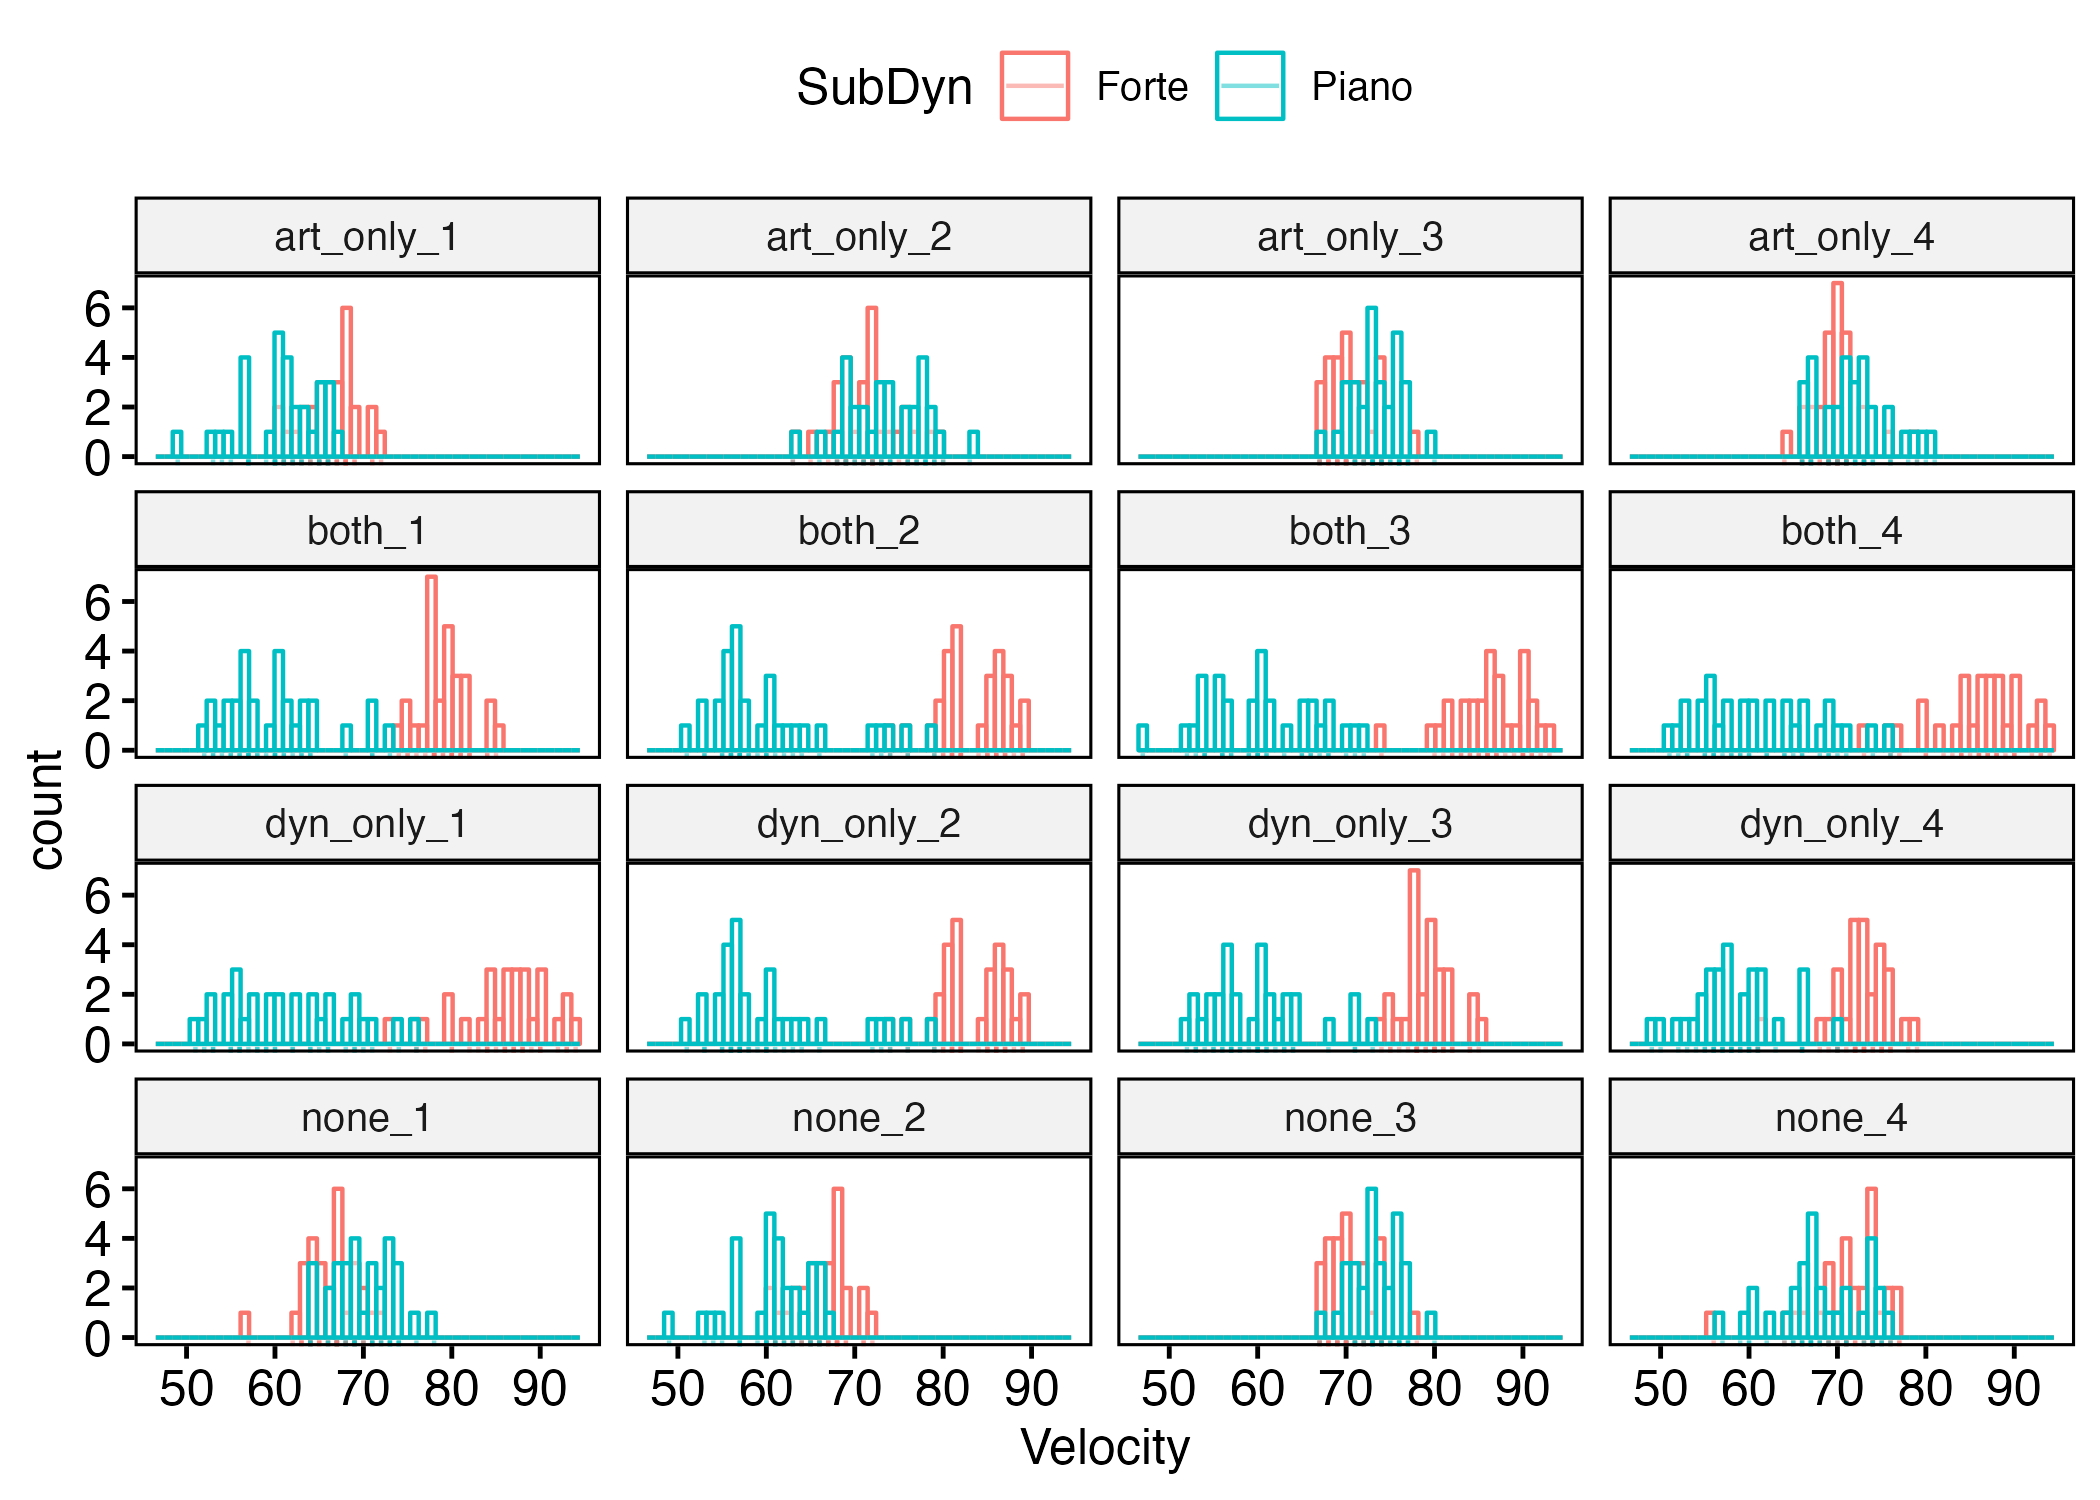 SubDyn Forte Piano
art_only_1 art_only_2 art_only_3 art_only_4
6
4
2
0
both_1 both_2 both_3 both_4
6
4
2
0
count
dyn_only_1 dyn_only_2 dyn_only_3 dyn_only_4
6
4
2
0
none_1 none_2 none_3 none_4
6
4
2
0
50 60 70 80 90 50 60 70 80 90 50 60 70 80 90 50 60 70 80 90
Velocity